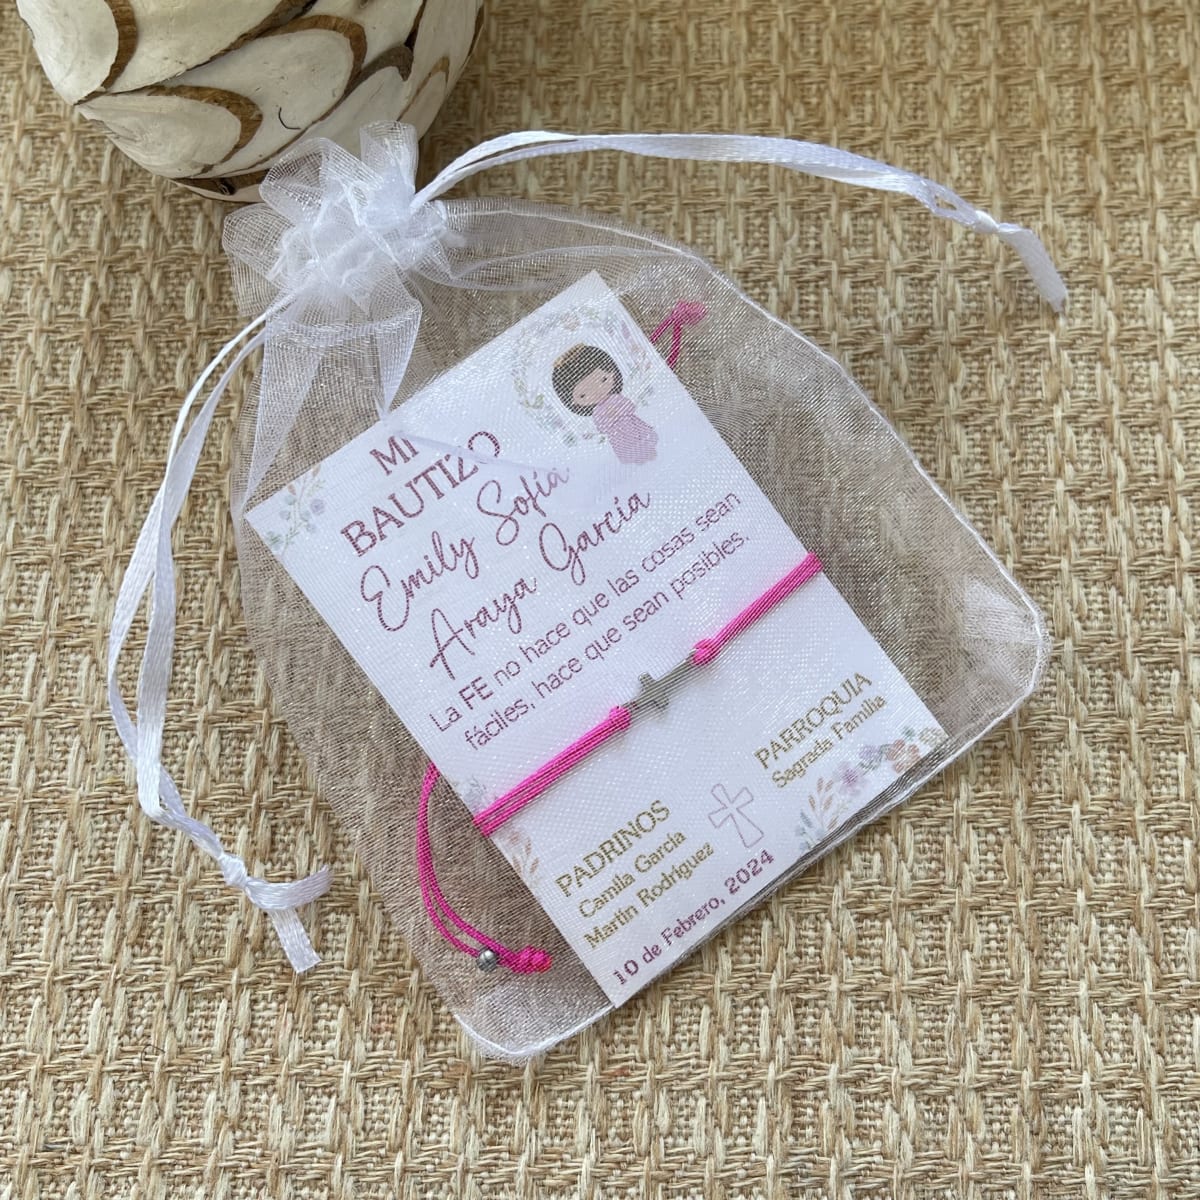 MI
BAUTIZO
Emily Sofía
Araya García
La FE no hace que las cosas sean
fáciles, hace que sean posibles.
PADRINOS
Camila García
Martín Rodríguez
PARROQUIA
Sagrada Familia
10 de Febrero, 2024